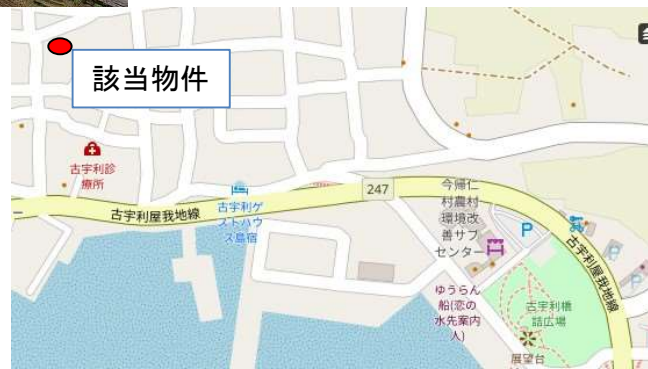 該当物件
古宇利診
療所
古宇利屋我地線
古宇利ゲ
ストハウ
ス島宿
247
今帰仁
村農村
環境改
善サブ
センター
P
古宇利屋我地線
P
P
ゆうらん
船(恋の
水先案内
人)
古宇利橋
詰広場
展望台